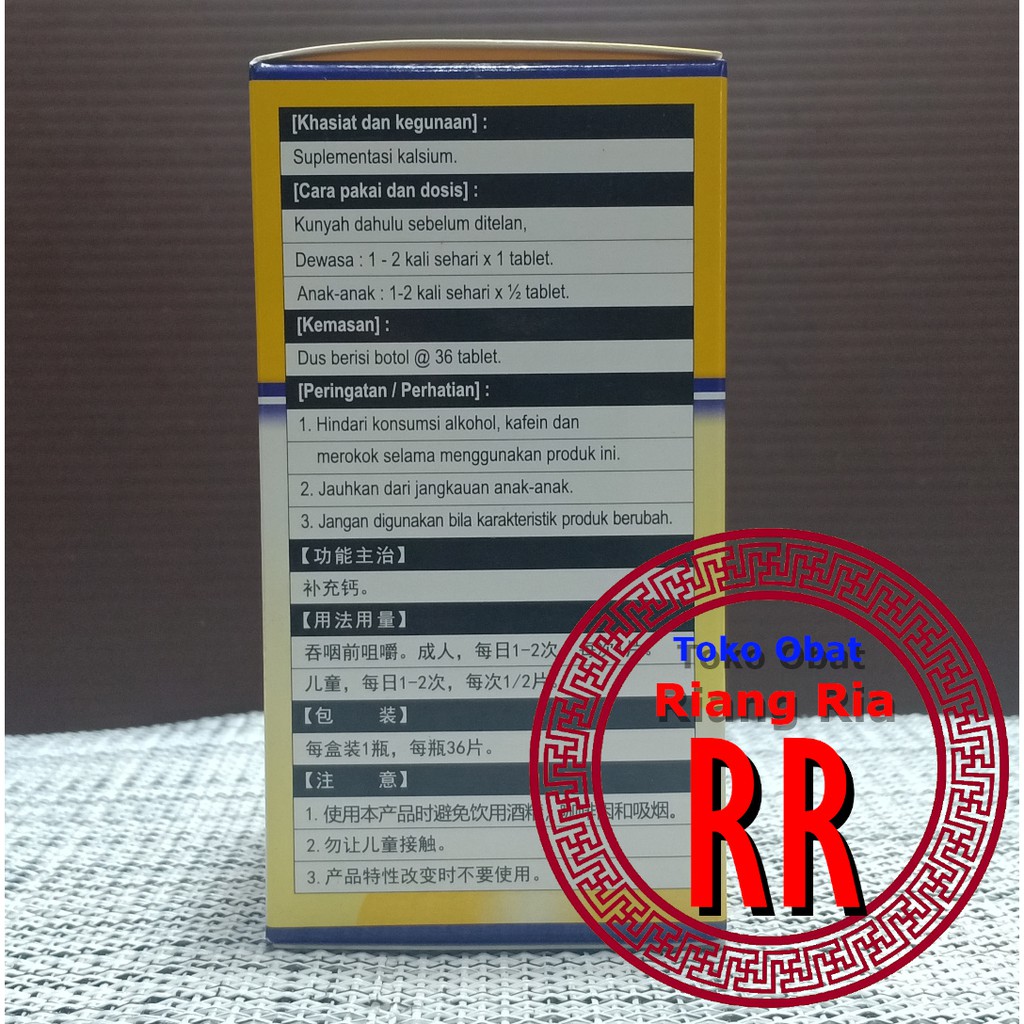 [Khasiat dan kegunaan] :
Suplementasi kalsium.
[Cara pakai dan dosis] :
Kunyah dahulu sebelum ditelan,
Dewasa : 1 - 2 kali sehari x 1 tablet.
Anak-anak : 1-2 kali sehari x ½ tablet.
[Kemasan] :
Dus berisi botol @ 36 tablet.
[Peringatan / Perhatian] :
1. Hindari konsumsi alkohol, kafein dan
merokok selama menggunakan produk ini.
2. Jauhkan dari jangkauan anak-anak.
3. Jangan digunakan bila karakteristik produk berubah.
【功能主治】
补充钙。
【用法用量】
吞咽前咀嚼。成人，每日1-2次
儿童，每日1-2次，每次1/2片
【包 装】
每盒装1瓶，每瓶36片。
【注 意】
1. 使用本产品时避免饮用酒精 因和吸烟。
2. 勿让儿童接触。
3. 产品特性改变时不要使用。
Toko Obat
Riang Ria
RR